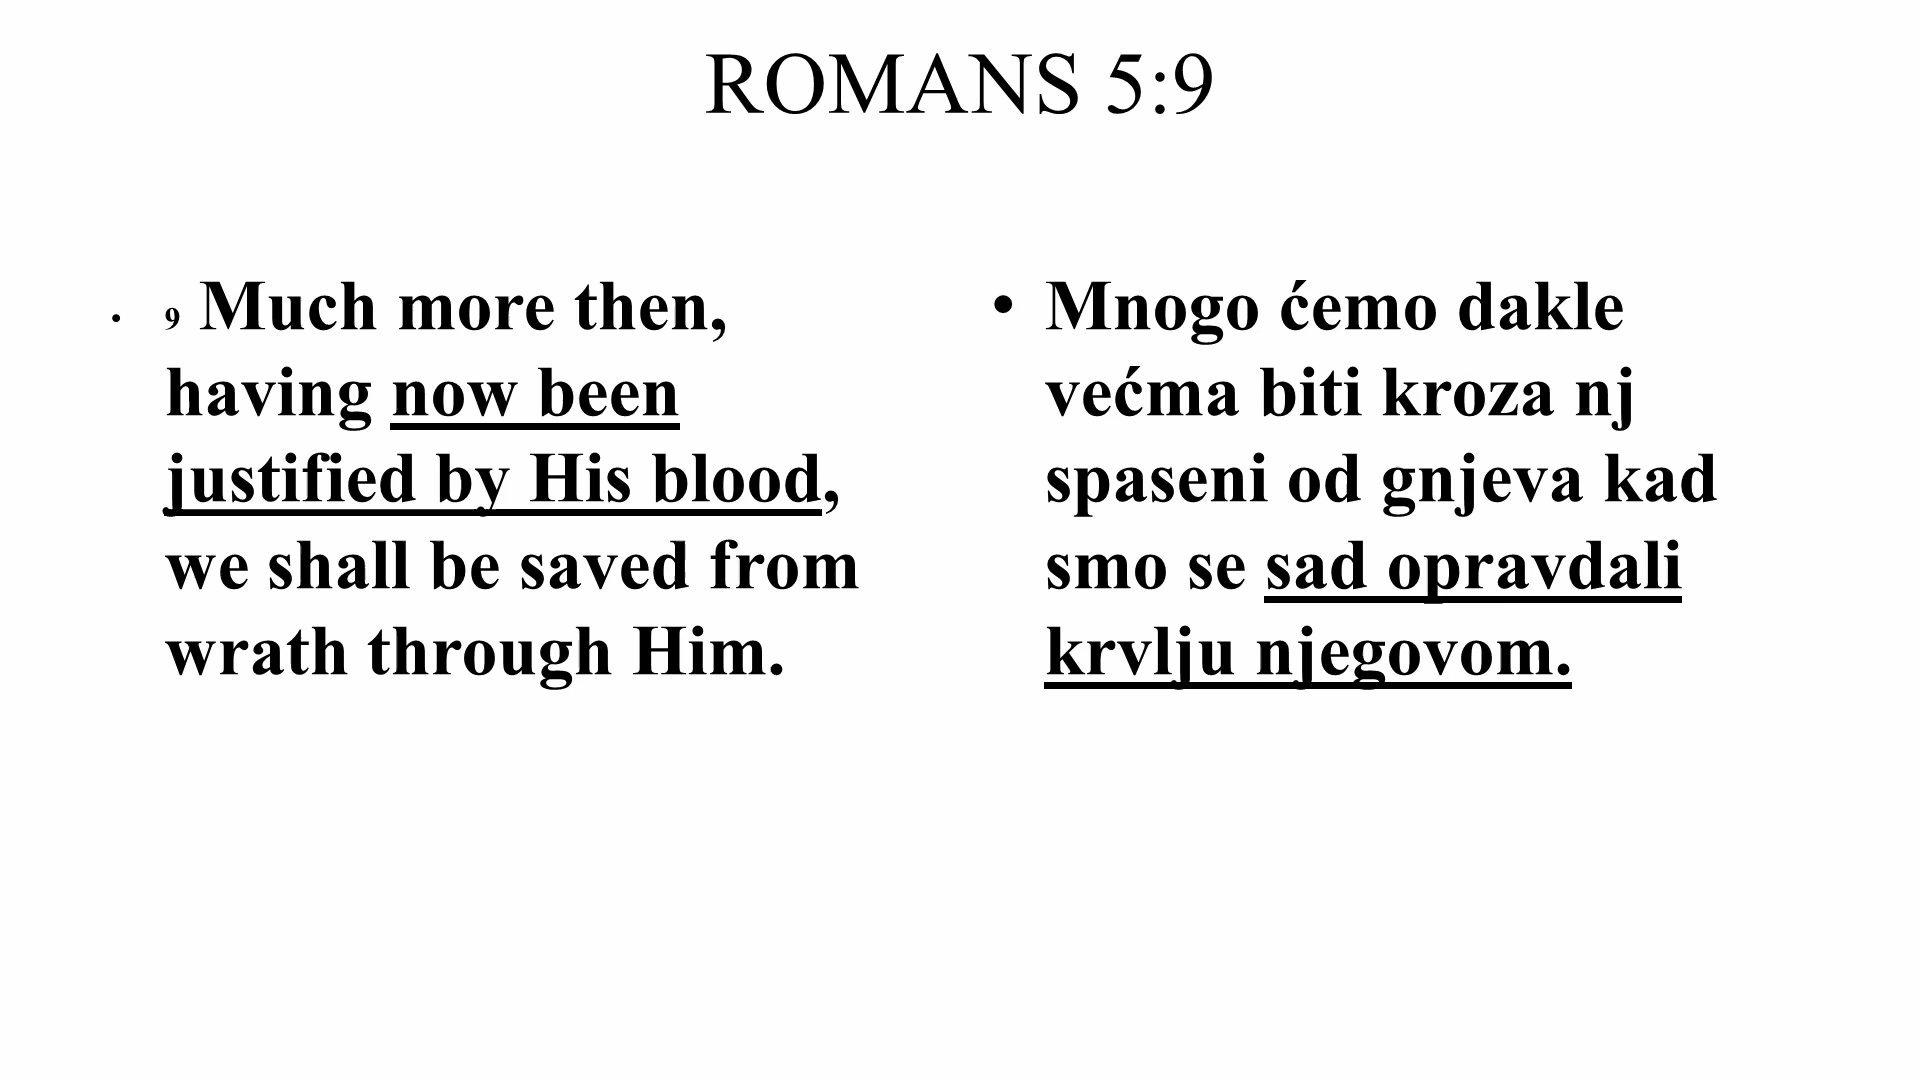 ROMANS 5:9
• 9 Much more then,
having now been
justified by His blood,
we shall be saved from
wrath through Him.
• Mnogo ćemo dakle
većma biti kroza nj
spaseni od gnjeva kad
smo se sad opravdali
krvlju njegovom.